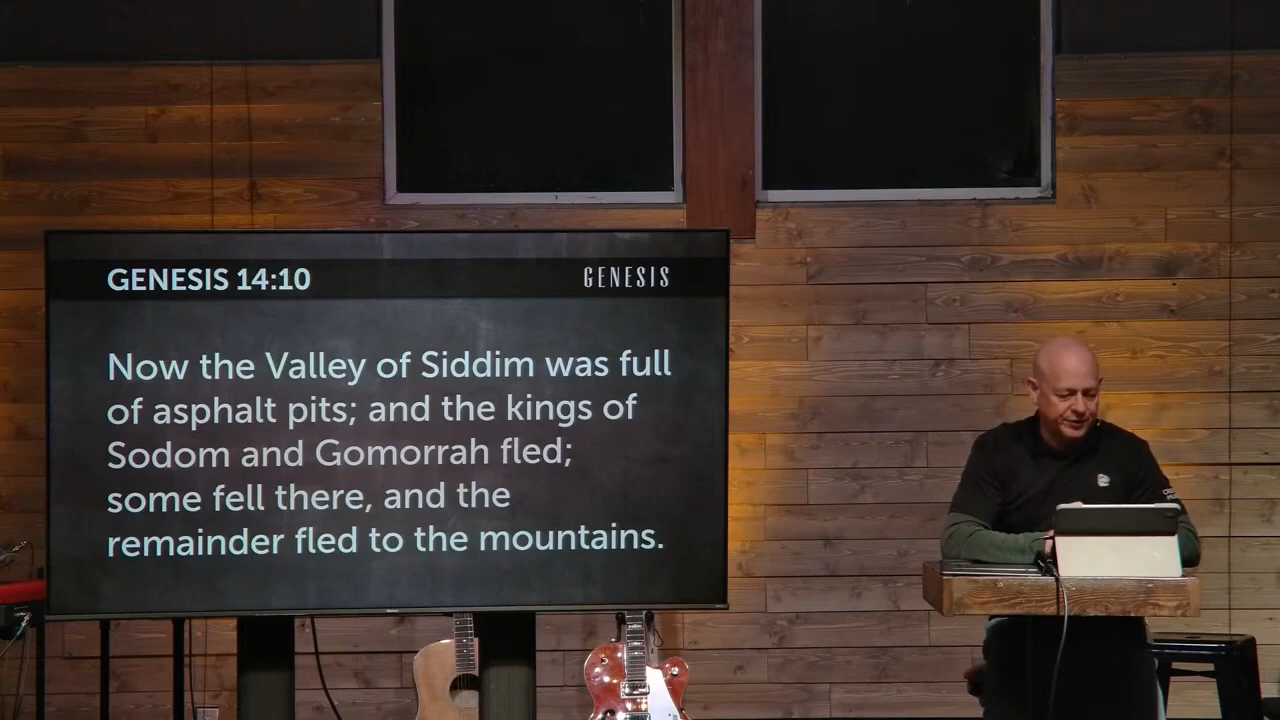 GENESIS 14:10
GENESIS
Now the Valley of Siddim was full
of asphalt pits; and the kings of
Sodom and Gomorrah fled;
some fell there, and the
remainder fled to the mountains.